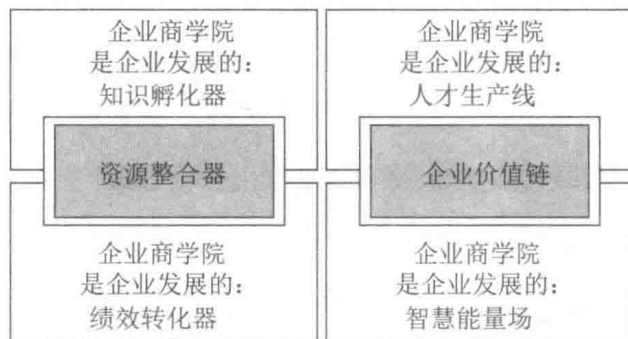 企业商学院
是企业发展的：
知识孵化器
企业商学院
是企业发展的：
人才生产线
资源整合器
企业价值链
企业商学院
是企业发展的：
绩效转化器
企业商学院
是企业发展的：
智慧能量场